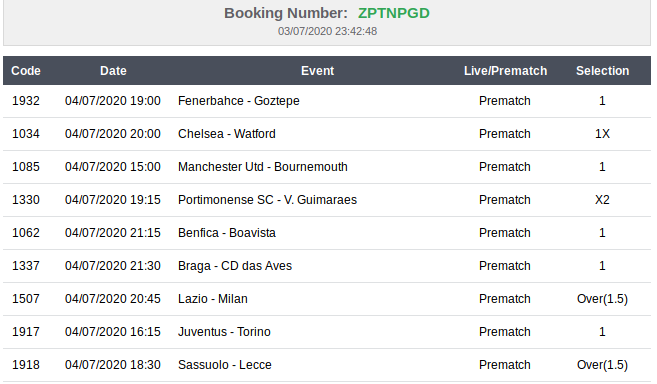 Booking Number: ZPTNPGD
03/07/2020 23:42:48
Code Date Event Live/Prematch Selection
1932 04/07/2020 19:00 Fenerbahce - Goztepe Prematch 1
1034 04/07/2020 20:00 Chelsea - Watford Prematch 1X
1085 04/07/2020 15:00 Manchester Utd - Bournemouth Prematch 1
1330 04/07/2020 19:15 Portimonense SC - V. Guimaraes Prematch X2
1062 04/07/2020 21:15 Benfica - Boavista Prematch 1
1337 04/07/2020 21:30 Braga - CD das Aves Prematch 1
1507 04/07/2020 20:45 Lazio - Milan Prematch Over(1.5)
1917 04/07/2020 16:15 Juventus - Torino Prematch 1
1918 04/07/2020 18:30 Sassuolo - Lecce Prematch Over(1.5)